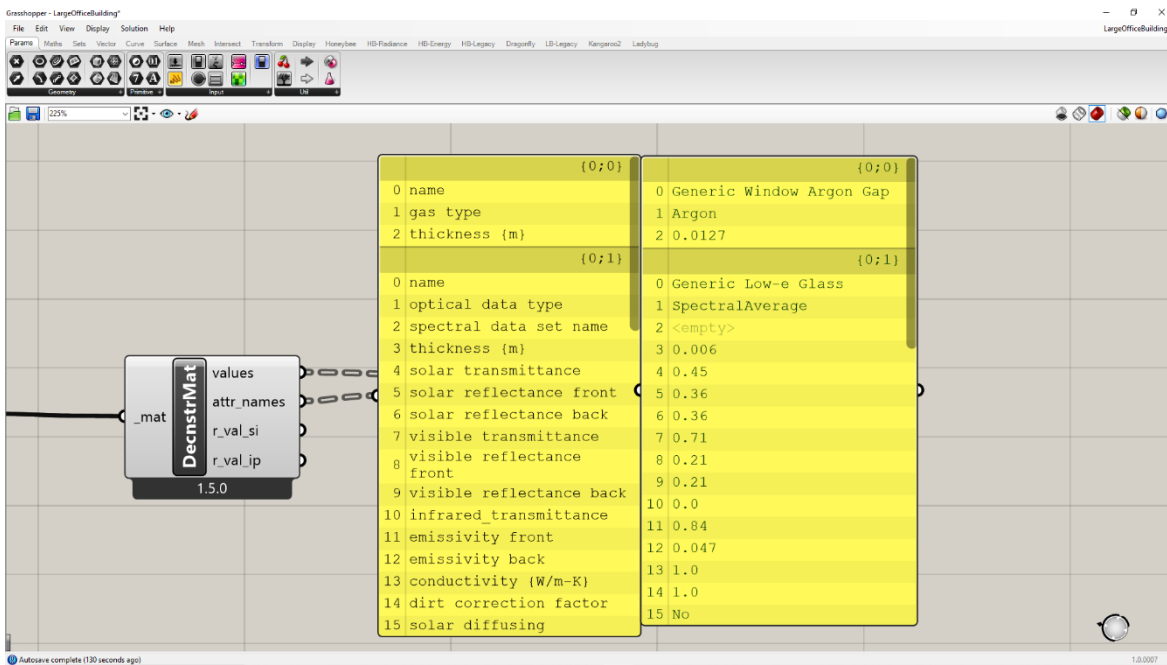 Grasshopper - LargeOfficeBuilding*
File Edit View Display Solution Help
LargeOfficeBuilding
Params Maths Sets Vector Curve Surface Mesh Intersect Transform Display Honeybee HB-Radiance HB-Energy HB-Legacy Dragonfly LB-Legacy Kangaroo2 Ladybug
Geometry + Primitive + Input + Util +
225%
{0;0}
0 name
1 gas type
2 thickness {m}
{0;1}
0 name
1 optical data type
2 spectral data set name
3 thickness {m}
4 solar transmittance
5 solar reflectance front
6 solar reflectance back
7 visible transmittance
8 visible reflectance
front
9 visible reflectance back
10 infrared_transmittance
11 emissivity front
12 emissivity back
13 conductivity {W/m-K}
14 dirt correction factor
15 solar diffusing
{0;0}
0 Generic Window Argon Gap
1 Argon
2 0.0127
{0;1}
0 Generic Low-e Glass
1 SpectralAverage
2 <empty>
3 0.006
4 0.45
5 0.36
6 0.36
7 0.71
8 0.21
9 0.21
10 0.0
11 0.84
12 0.047
13 1.0
14 1.0
15 No
_mat
DecnstrMat
values
attr_names
r_val_si
r_val_ip
1.5.0
Autosave complete (130 seconds ago)
1.0.0007